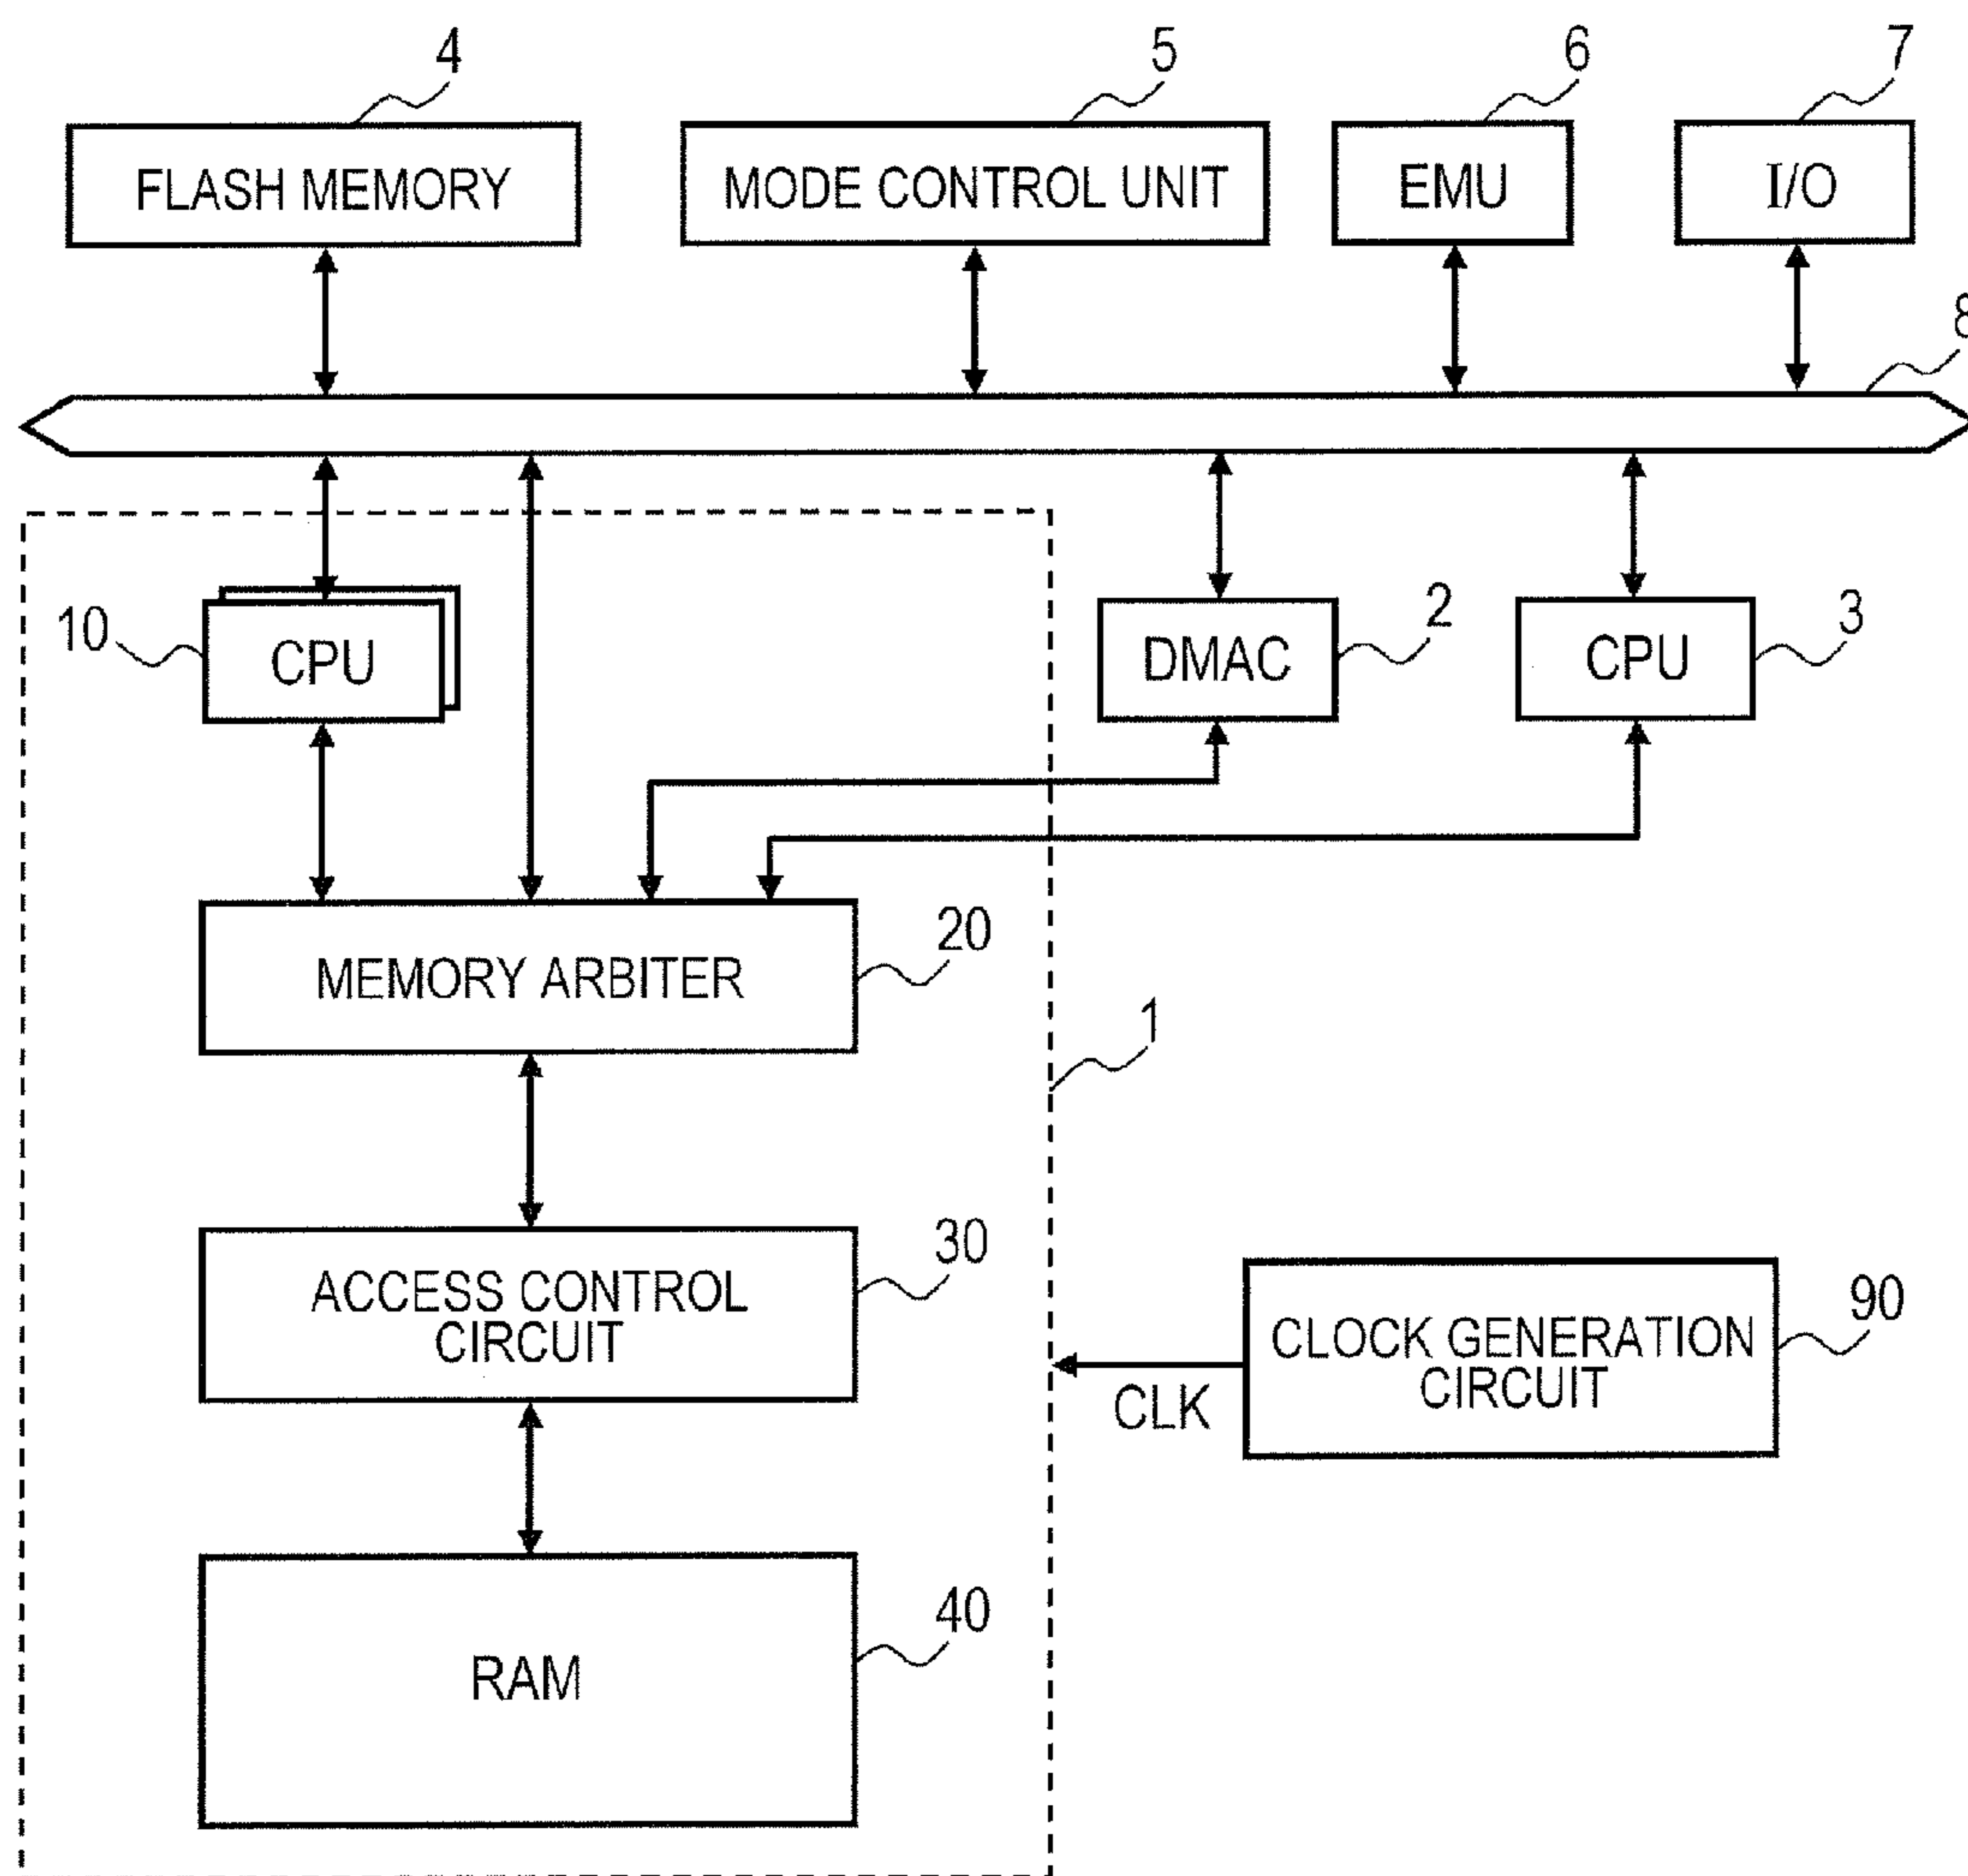 4
5
6
7
FLASH MEMORY
MODE CONTROL UNIT
EMU
I/O
8
10
CPU
DMAC
2
CPU
3
MEMORY ARBITER
20
1
ACCESS CONTROL
CIRCUIT
30
CLOCK GENERATION
CIRCUIT
90
CLK
RAM
40